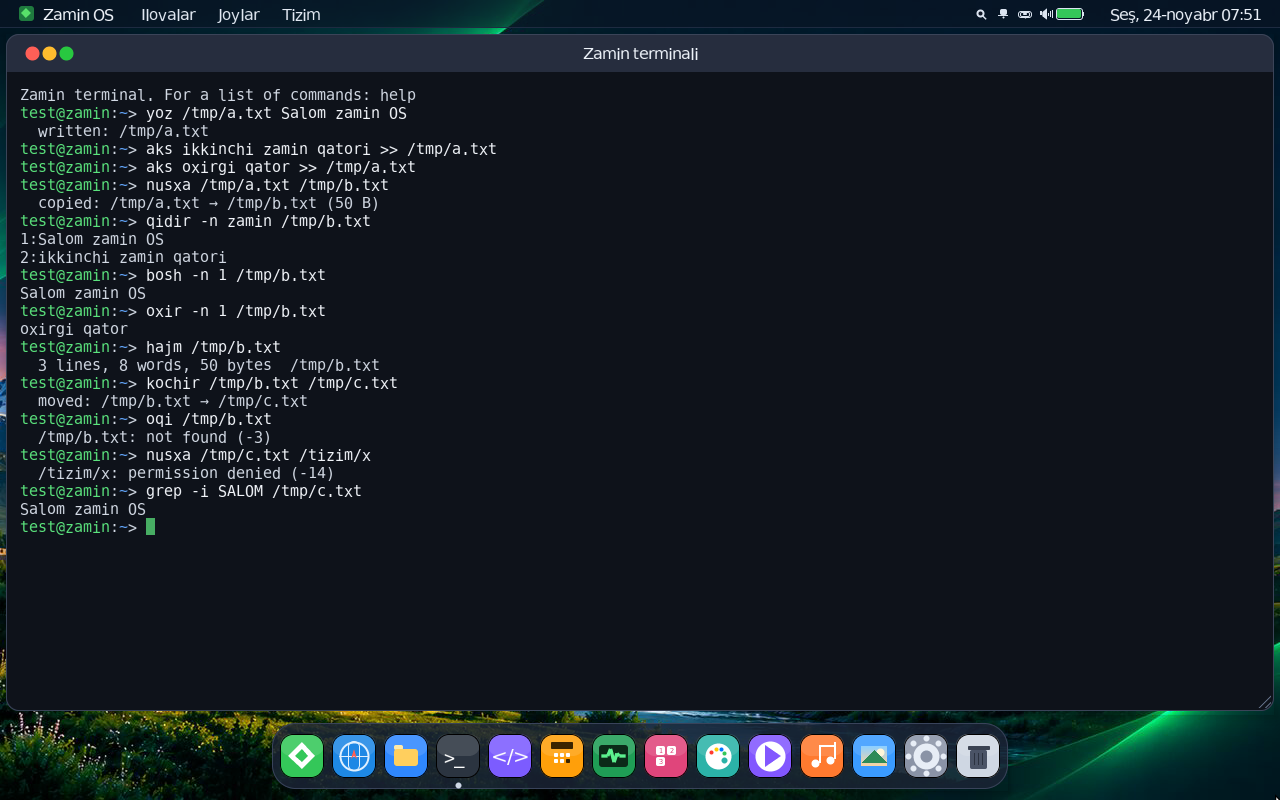 Zamin OS Ilovalar Joylar Tizim Seş, 24-noyabr 07:51
Zamin terminali
Zamin terminal. For a list of commands: help
test@zamin:~> yoz /tmp/a.txt Salom zamin OS
  written: /tmp/a.txt
test@zamin:~> aks ikkinchi zamin qatori >> /tmp/a.txt
test@zamin:~> aks oxirgi qator >> /tmp/a.txt
test@zamin:~> nusxa /tmp/a.txt /tmp/b.txt
  copied: /tmp/a.txt → /tmp/b.txt (50 B)
test@zamin:~> qidir -n zamin /tmp/b.txt
1:Salom zamin OS
2:ikkinchi zamin qatori
test@zamin:~> bosh -n 1 /tmp/b.txt
Salom zamin OS
test@zamin:~> oxir -n 1 /tmp/b.txt
oxirgi qator
test@zamin:~> hajm /tmp/b.txt
  3 lines, 8 words, 50 bytes  /tmp/b.txt
test@zamin:~> kochir /tmp/b.txt /tmp/c.txt
  moved: /tmp/b.txt → /tmp/c.txt
test@zamin:~> oqi /tmp/b.txt
  /tmp/b.txt: not found (-3)
test@zamin:~> nusxa /tmp/c.txt /tizim/x
  /tizim/x: permission denied (-14)
test@zamin:~> grep -i SALOM /tmp/c.txt
Salom zamin OS
test@zamin:~>
>_ </> 1 2
3